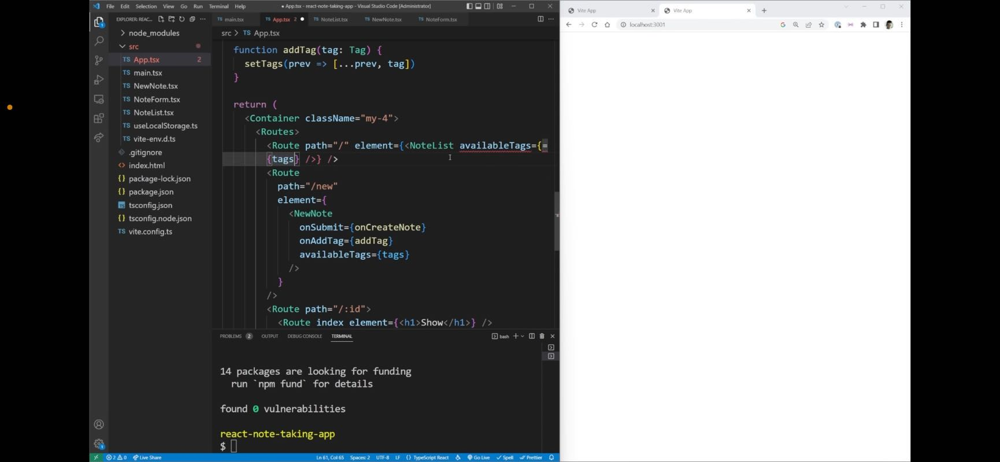 File Edit Selection View Go Run Terminal Help
● App.tsx - react-note-taking-app - Visual Studio Code [Administrator]
EXPLORER: REAC...
node_modules
src
App.tsx 2
main.tsx
NewNote.tsx
NoteForm.tsx
NoteList.tsx
useLocalStorage.ts
vite-env.d.ts
.gitignore
index.html
package-lock.json
package.json
tsconfig.json
tsconfig.node.json
vite.config.ts
main.tsx
App.tsx 2 ●
NoteList.tsx
NewNote.tsx
NoteForm.tsx
src > TS App.tsx
function addTag(tag: Tag) {
setTags(prev => [...prev, tag])
}
return (
<Container className="my-4">
<Routes>
<Route path="/" element={<NoteList availableTags={=
{tags} />} />
<Route
path="/new"
element={
<NewNote
onSubmit={onCreateNote}
onAddTag={addTag}
availableTags={tags}
/>
}
/>
<Route path="/:id">
<Route index element={<h1>Show</h1>} />
PROBLEMS 2 OUTPUT DEBUG CONSOLE TERMINAL
bash
14 packages are looking for funding
run `npm fund` for details
found 0 vulnerabilities
react-note-taking-app
$
2 0 Live Share
Ln 61, Col 65 Spaces: 2 UTF-8 LF {} TypeScript React Go Live Spell Prettier
Vite App
Vite App
localhost:3001